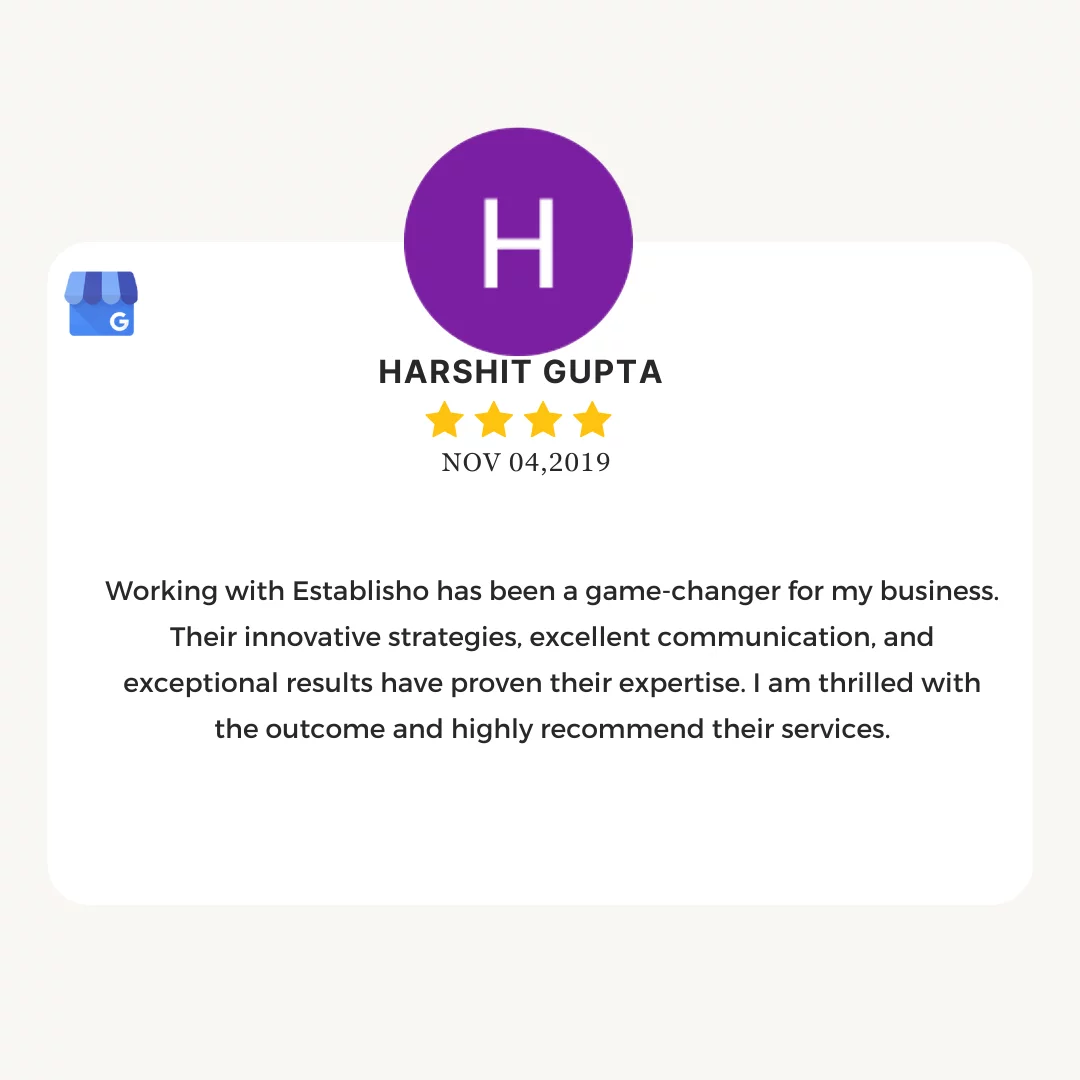 H
G
HARSHIT GUPTA
NOV 04,2019
Working with Establisho has been a game-changer for my business.
Their innovative strategies, excellent communication, and
exceptional results have proven their expertise. I am thrilled with
the outcome and highly recommend their services.